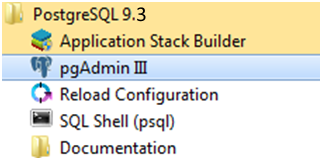 PostgreSQL 9.3
Application Stack Builder
pgAdmin III
Reload Configuration
SQL Shell (psql)
Documentation